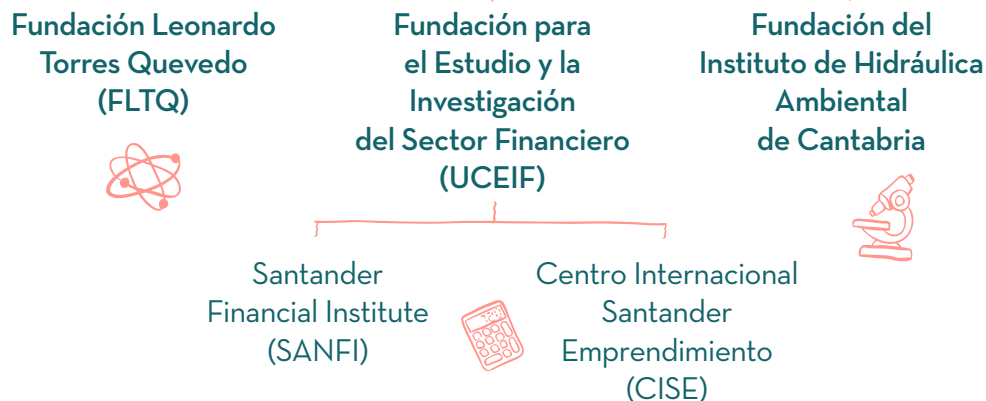 Fundación Leonardo
Torres Quevedo
(FLTQ)
Fundación para
el Estudio y la
Investigación
del Sector Financiero
(UCEIF)
Fundación del
Instituto de Hidráulica
Ambiental
de Cantabria
Santander
Financial Institute
(SANFI)
Centro Internacional
Santander
Emprendimiento
(CISE)